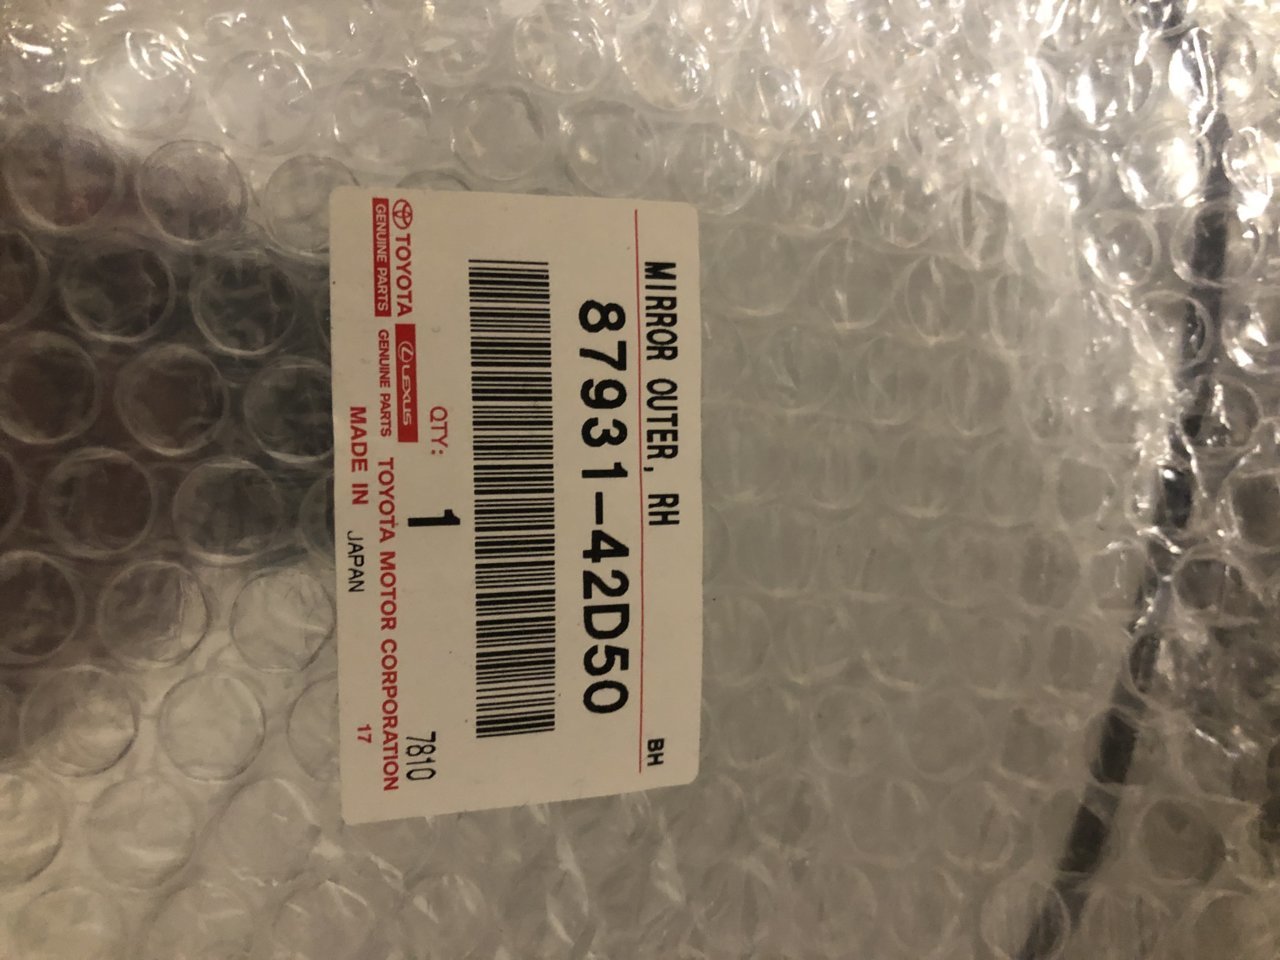 MIRROR OUTER, RH
BH
87931-42D50
QTY: 1
7810
TOYOTA
GENUINE PARTS
LEXUS
GENUINE PARTS
TOYOTA MOTOR CORPORATION
MADE IN JAPAN
17